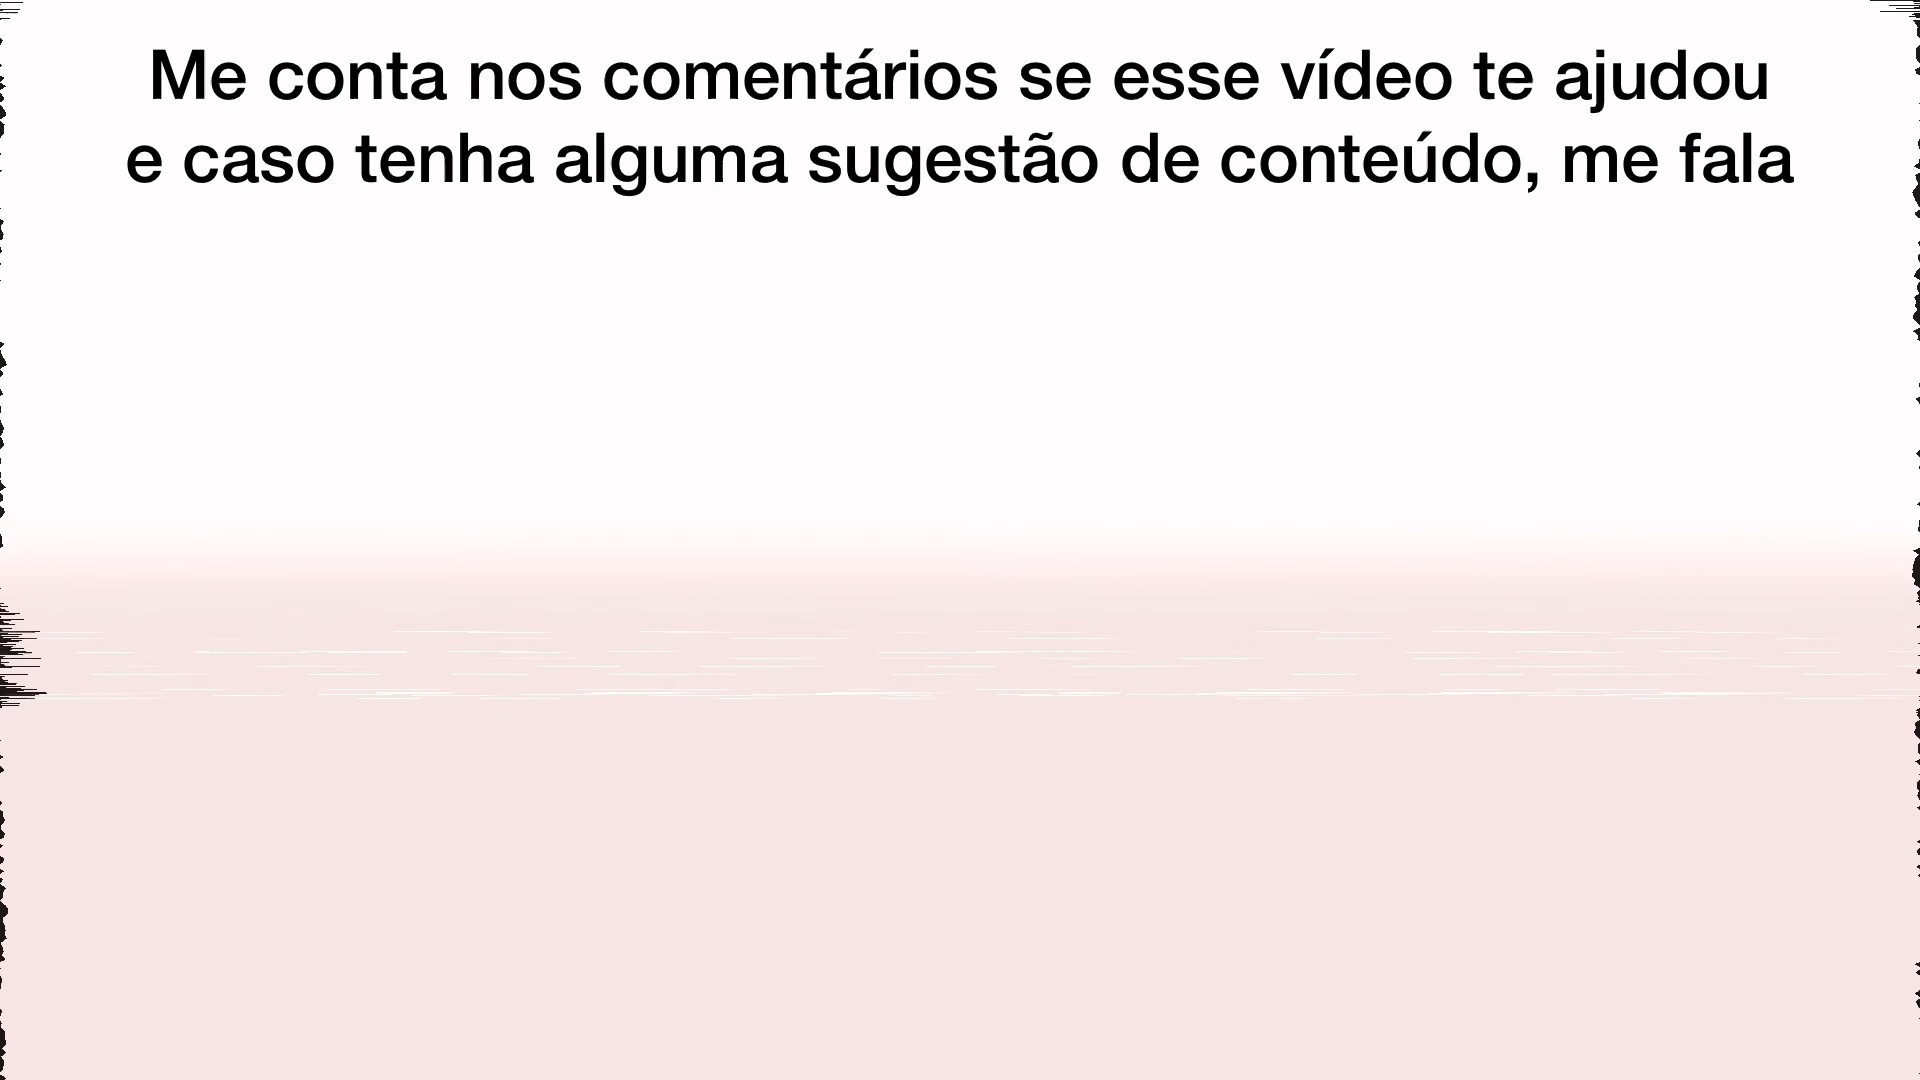 Me conta nos comentários se esse vídeo te ajudou
e caso tenha alguma sugestão de conteúdo, me fala